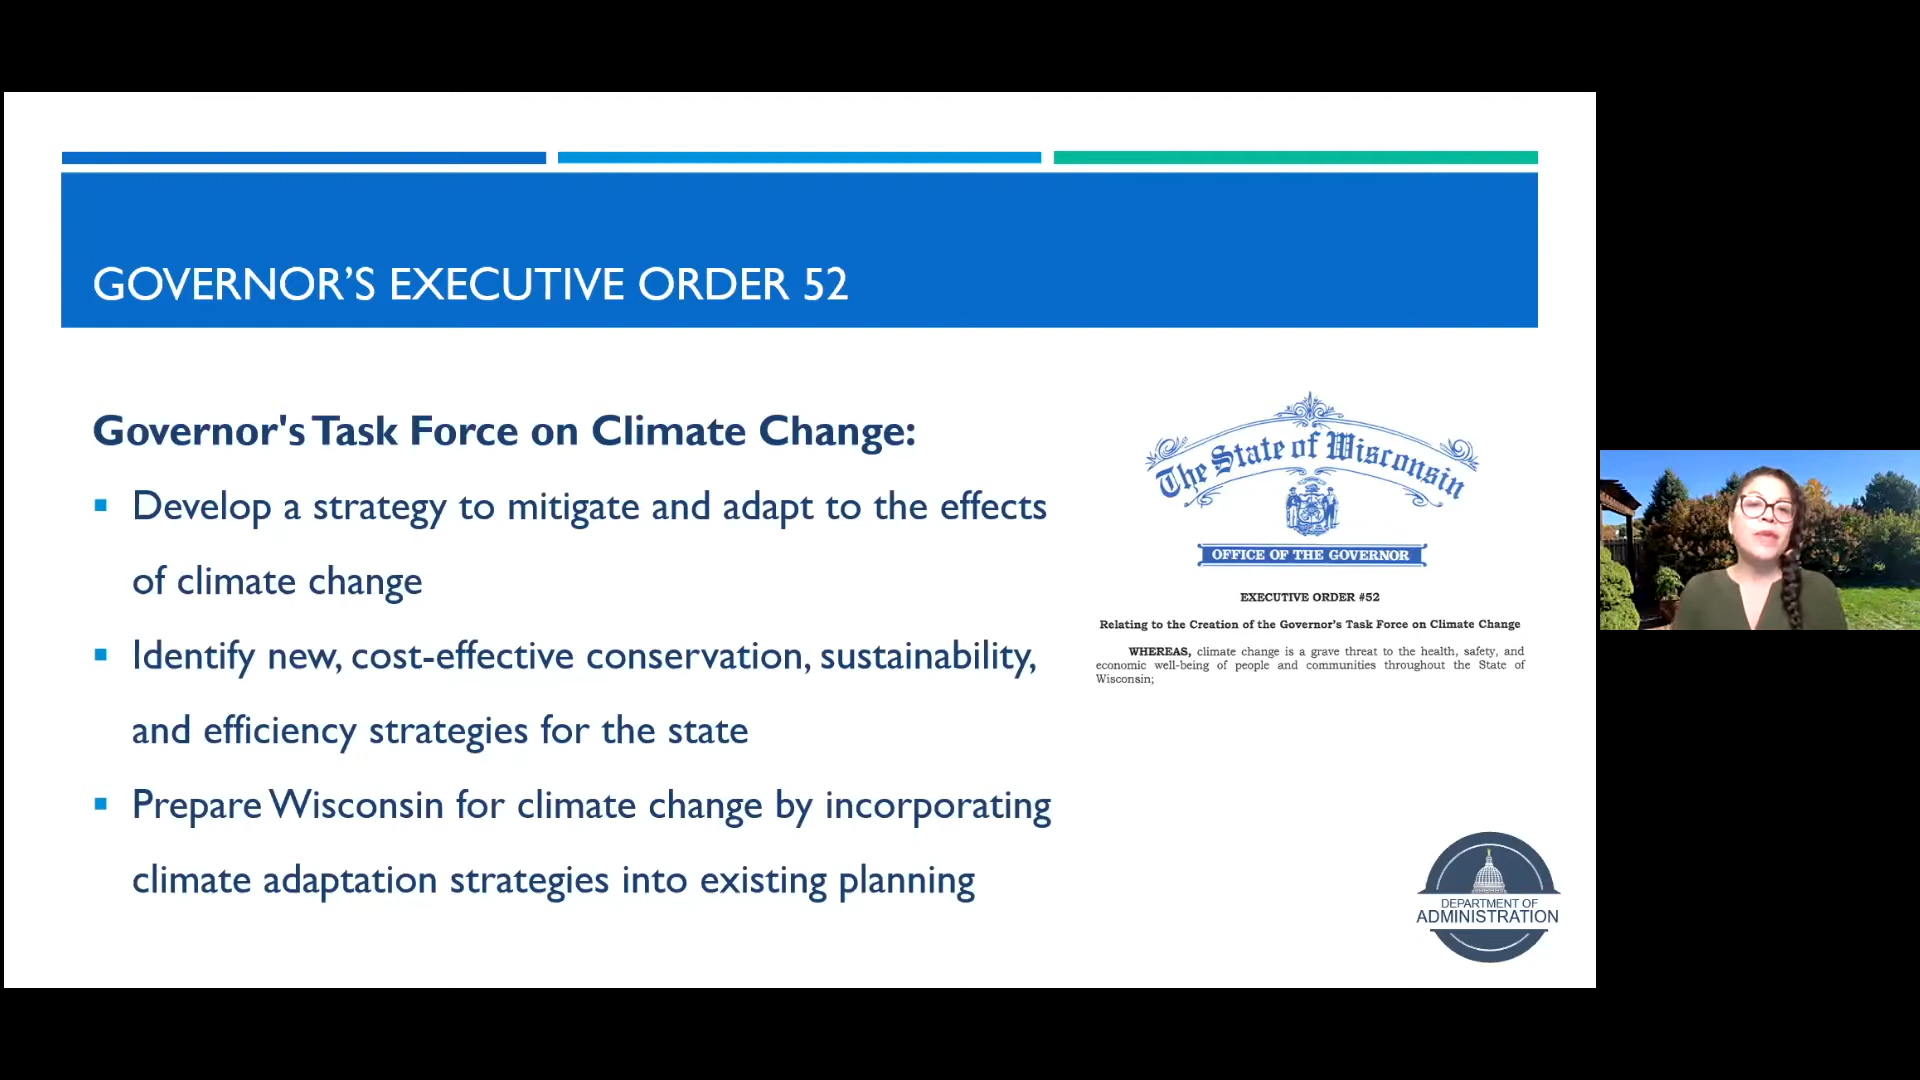 GOVERNOR’S EXECUTIVE ORDER 52
Governor's Task Force on Climate Change:
Develop a strategy to mitigate and adapt to the effects
of climate change
Identify new, cost-effective conservation, sustainability,
and efficiency strategies for the state
Prepare Wisconsin for climate change by incorporating
climate adaptation strategies into existing planning
The State of Wisconsin
OFFICE OF THE GOVERNOR
EXECUTIVE ORDER #52
Relating to the Creation of the Governor’s Task Force on Climate Change
WHEREAS, climate change is a grave threat to the health, safety, and
economic well-being of people and communities throughout the State of
Wisconsin;
DEPARTMENT OF
ADMINISTRATION